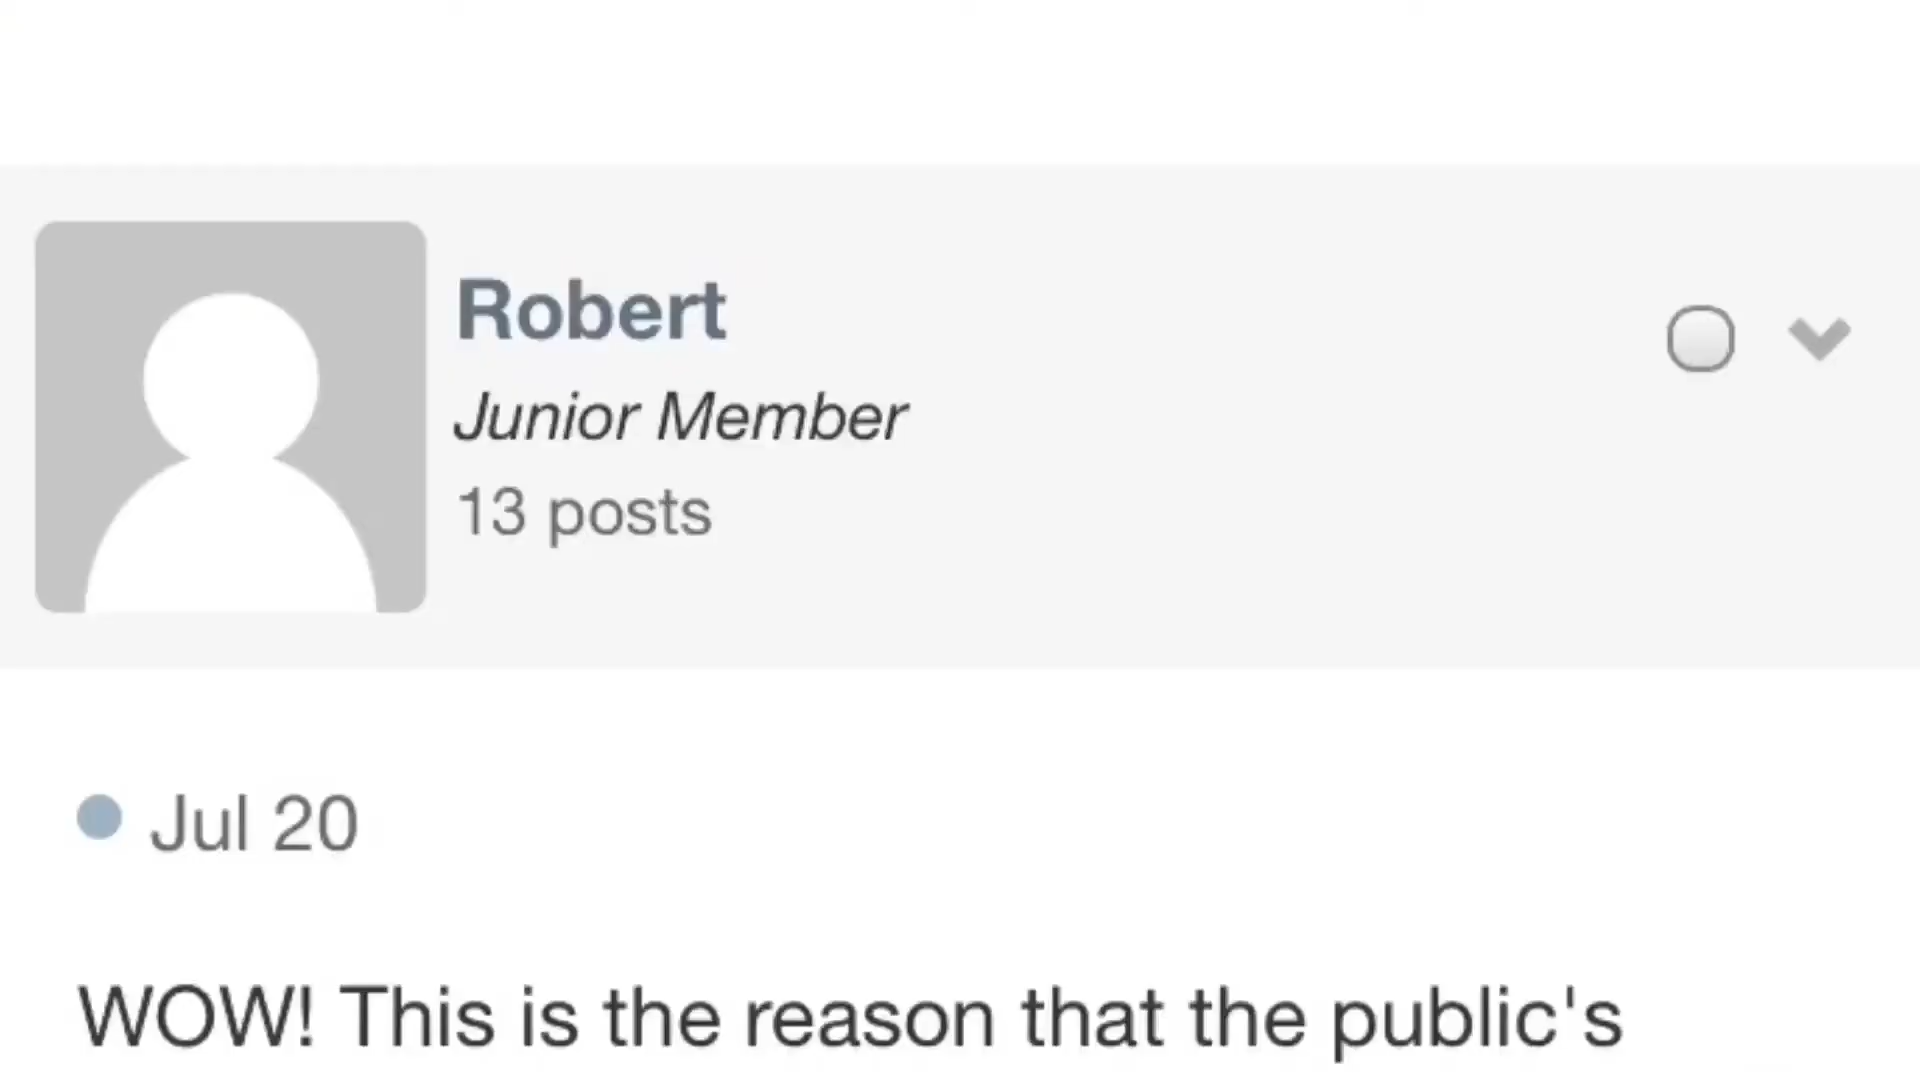 Robert
Junior Member
13 posts
Jul 20
WOW! This is the reason that the public's